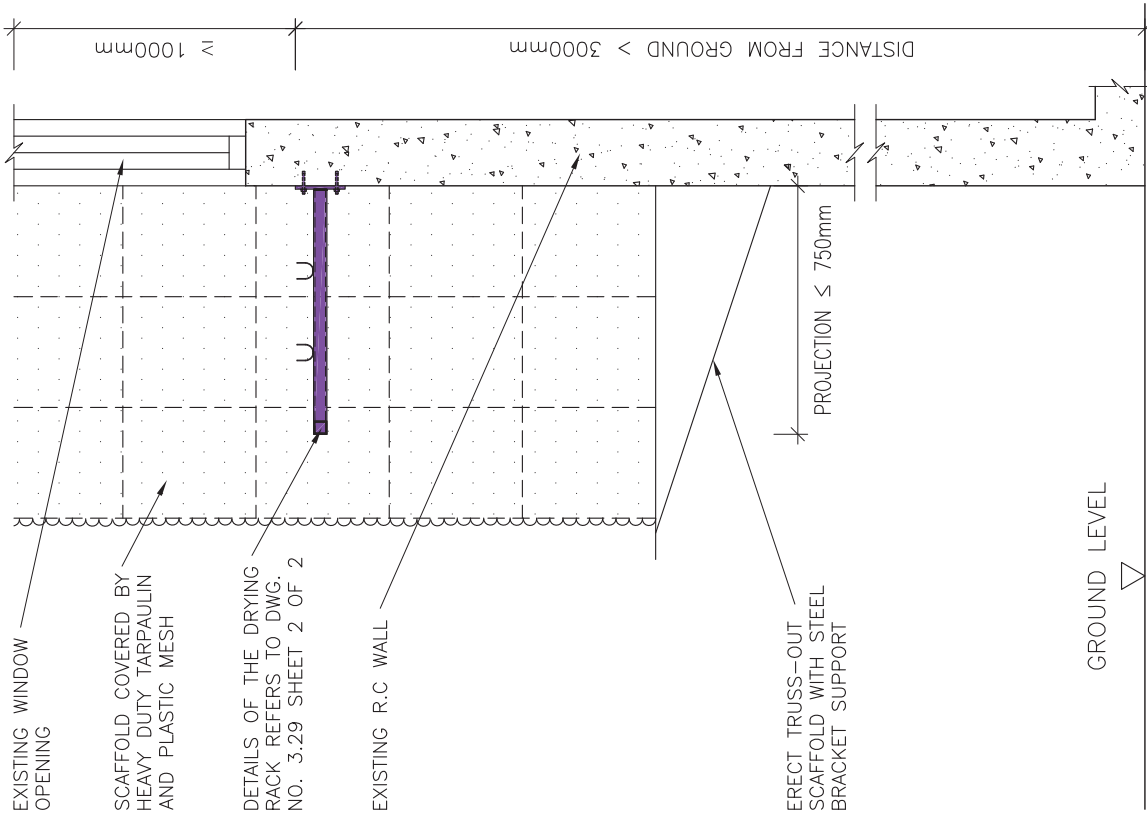 EXISTING WINDOW
OPENING
SCAFFOLD COVERED BY
HEAVY DUTY TARPAULIN
AND PLASTIC MESH
DETAILS OF THE DRYING
RACK REFERS TO DWG.
NO. 3.29 SHEET 2 OF 2
EXISTING R.C WALL
ERECT TRUSS-OUT
SCAFFOLD WITH STEEL
BRACKET SUPPORT
GROUND LEVEL
PROJECTION ≤ 750mm
≥ 1000mm
DISTANCE FROM GROUND > 3000mm